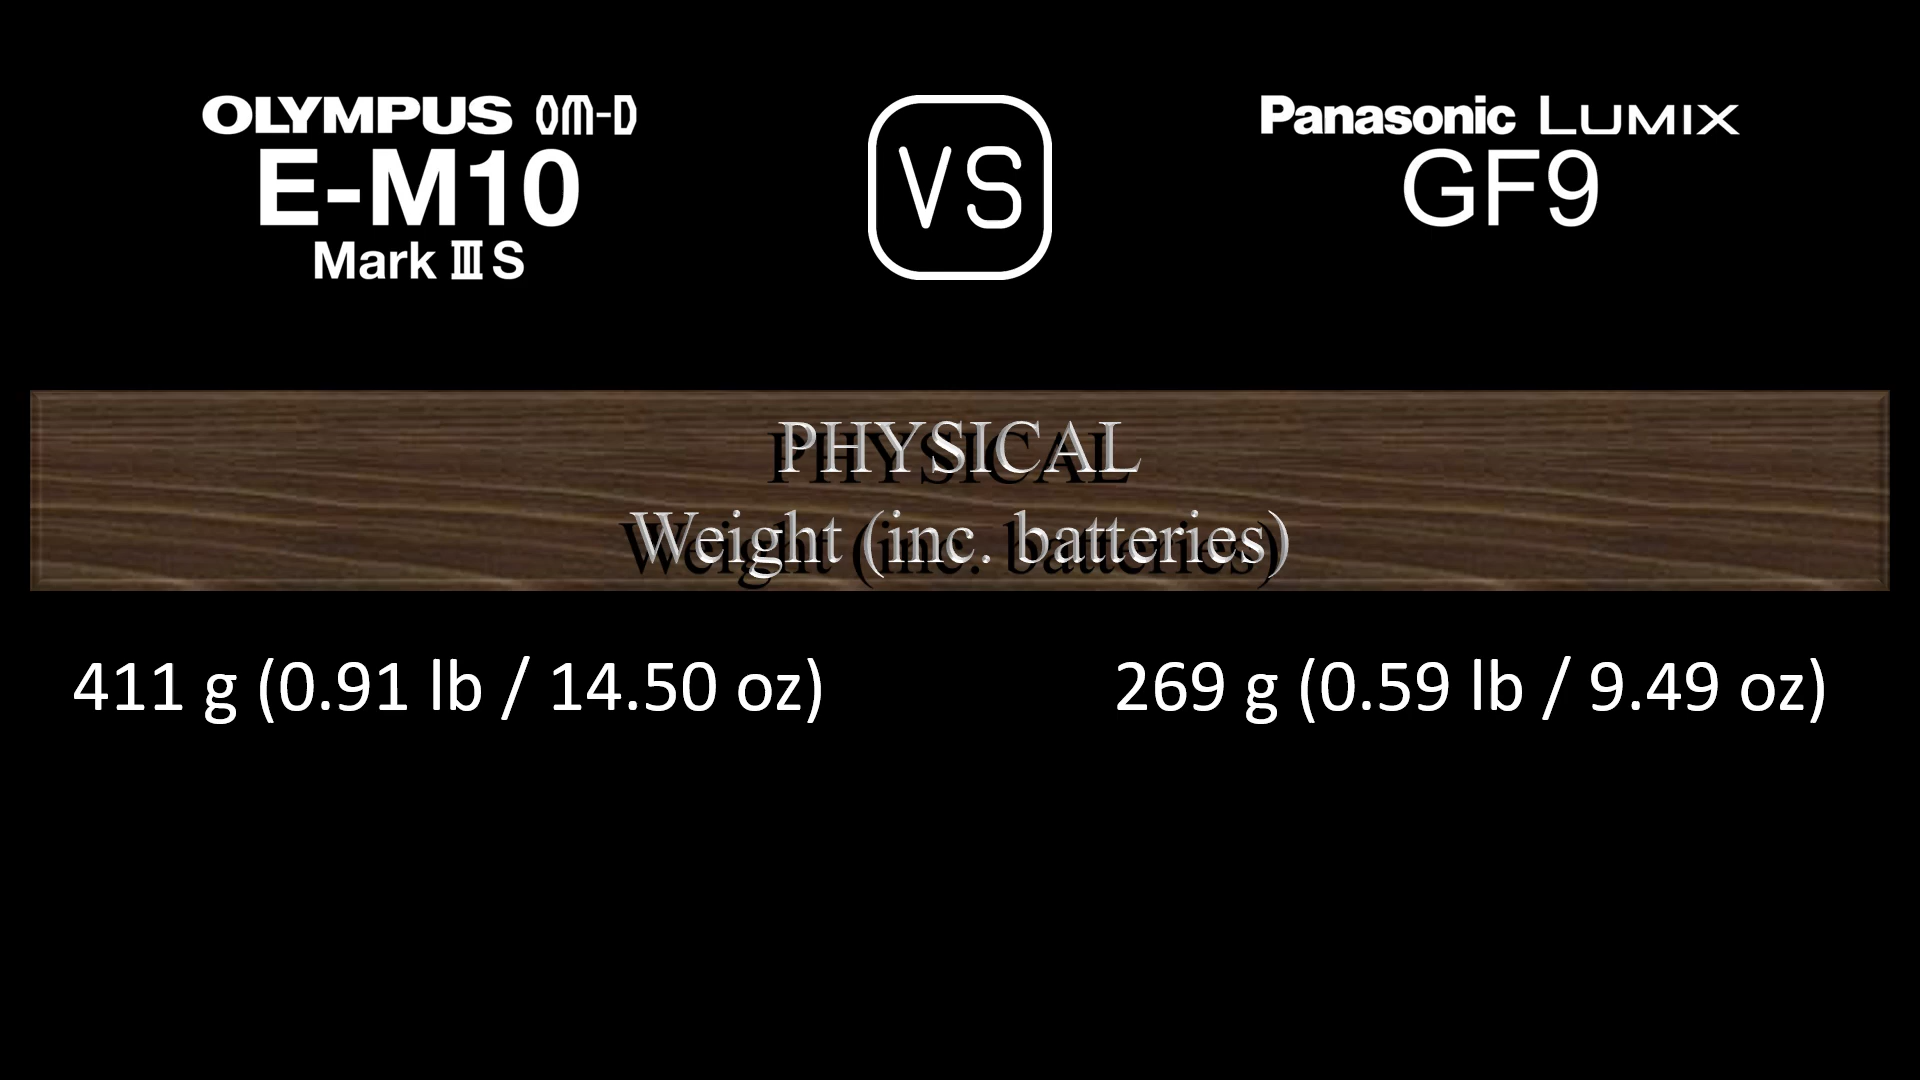 OLYMPUS OM-D
E-M10
Mark III S
VS
Panasonic LUMIX
GF9
PHYSICAL
Weight (inc. batteries)
411 g (0.91 lb / 14.50 oz)
269 g (0.59 lb / 9.49 oz)